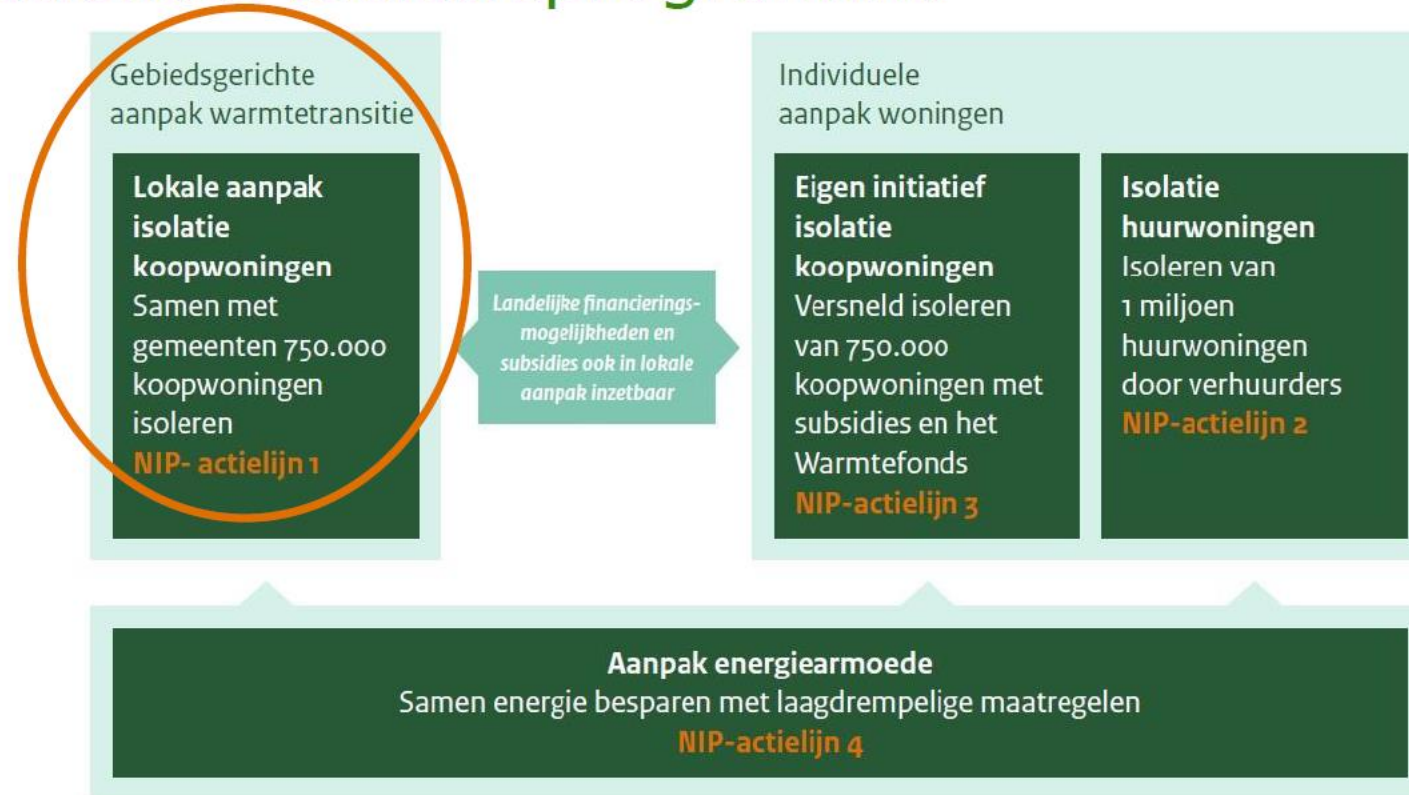 Gebiedsgerichte
aanpak warmtetransitie
Lokale aanpak
isolatie
koopwoningen
Samen met
gemeenten 750.000
koopwoningen
isoleren
NIP- actielijn 1
Landelijke financierings-
mogelijkheden en
subsidies ook in lokale
aanpak inzetbaar
Individuele
aanpak woningen
Eigen initiatief
isolatie
koopwoningen
Versneld isoleren
van 750.000
koopwoningen met
subsidies en het
Warmtefonds
NIP-actielijn 3
Isolatie
huurwoningen
Isoleren van
1 miljoen
huurwoningen
door verhuurders
NIP-actielijn 2
Aanpak energiearmoede
Samen energie besparen met laagdrempelige maatregelen
NIP-actielijn 4